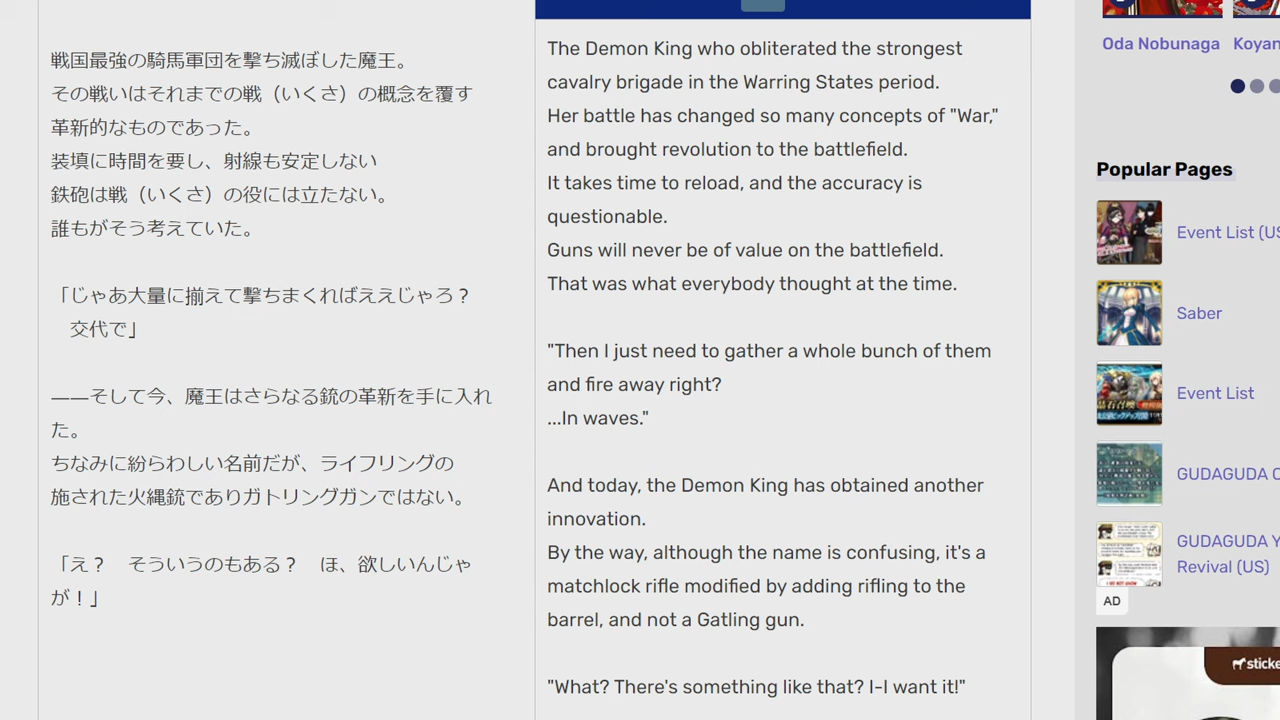 戦国最強の騎馬軍団を撃ち滅ぼした魔王。
その戦いはそれまでの戦（いくさ）の概念を覆す
革新的なものであった。
装填に時間を要し、射線も安定しない
鉄砲は戦（いくさ）の役には立たない。
誰もがそう考えていた。
「じゃあ大量に揃えて撃ちまくればええじゃろ？
　交代で」
――そして今、魔王はさらなる銃の革新を手に入れ
た。
ちなみに紛らわしい名前だが、ライフリングの
施された火縄銃でありガトリングガンではない。
「え？　そういうのもある？　ほ、欲しいんじゃ
が！」
The Demon King who obliterated the strongest
cavalry brigade in the Warring States period.
Her battle has changed so many concepts of "War,"
and brought revolution to the battlefield.
It takes time to reload, and the accuracy is
questionable.
Guns will never be of value on the battlefield.
That was what everybody thought at the time.
"Then I just need to gather a whole bunch of them
and fire away right?
...In waves."
And today, the Demon King has obtained another
innovation.
By the way, although the name is confusing, it's a
matchlock rifle modified by adding rifling to the
barrel, and not a Gatling gun.
"What? There's something like that? I-I want it!"
Oda Nobunaga
Koyan
Popular Pages
Event List (US
Saber
Event List
GUDAGUDA
GUDAGUDA Y
Revival (US)
AD
sticke